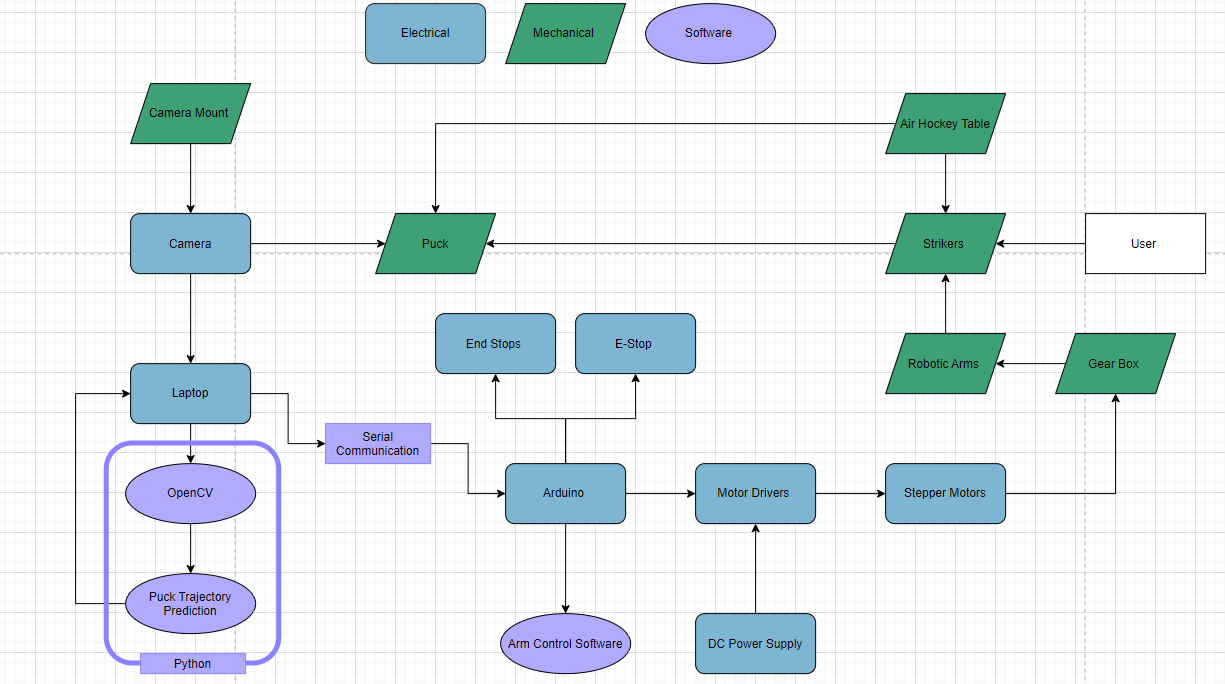 Electrical
Mechanical
Software
Camera Mount
Air Hockey Table
Camera
Puck
Strikers
User
End Stops
E-Stop
Robotic Arms
Gear Box
Laptop
Serial
Communication
OpenCV
Arduino
Motor Drivers
Stepper Motors
Puck Trajectory
Prediction
Arm Control Software
DC Power Supply
Python